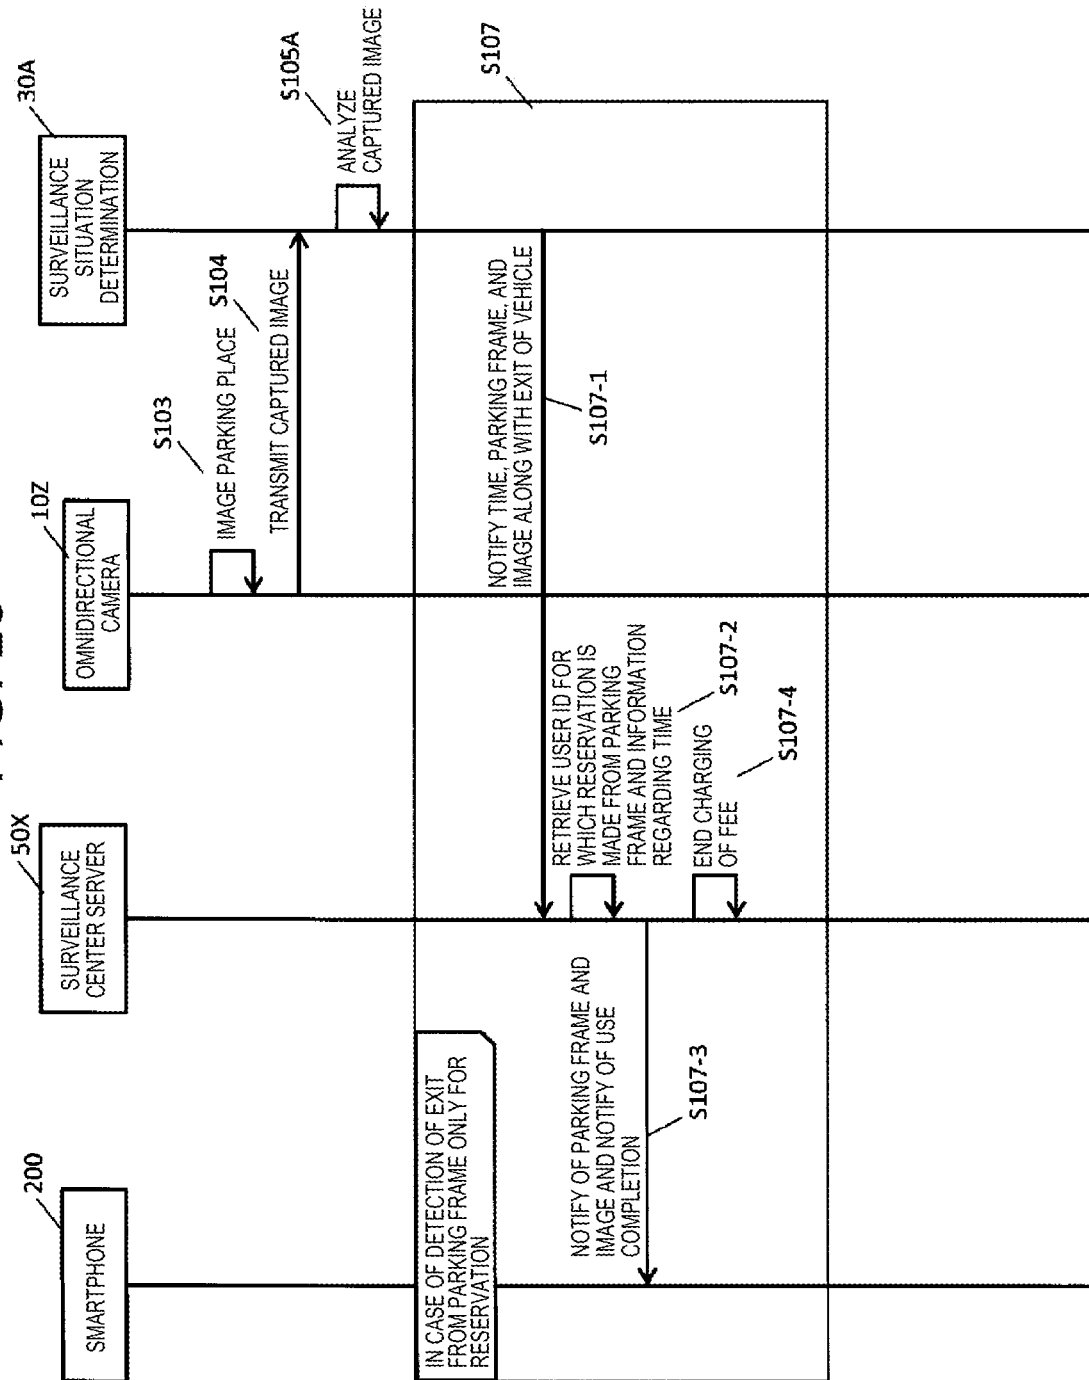 200
SMARTPHONE
50X
SURVEILLANCE
CENTER SERVER
10Z
OMNIDIRECTIONAL
CAMERA
30A
SURVEILLANCE
SITUATION
DETERMINATION
S103
IMAGE PARKING PLACE
S104
TRANSMIT CAPTURED IMAGE
S105A
ANALYZE
CAPTURED IMAGE
S107
IN CASE OF DETECTION OF EXIT
FROM PARKING FRAME ONLY FOR
RESERVATION
NOTIFY TIME, PARKING FRAME, AND
IMAGE ALONG WITH EXIT OF VEHICLE
S107-1
RETRIEVE USER ID FOR
WHICH RESERVATION IS
MADE FROM PARKING
FRAME AND INFORMATION
REGARDING TIME
S107-2
NOTIFY OF PARKING FRAME AND
IMAGE AND NOTIFY OF USE
COMPLETION
S107-3
END CHARGING
OF FEE
S107-4